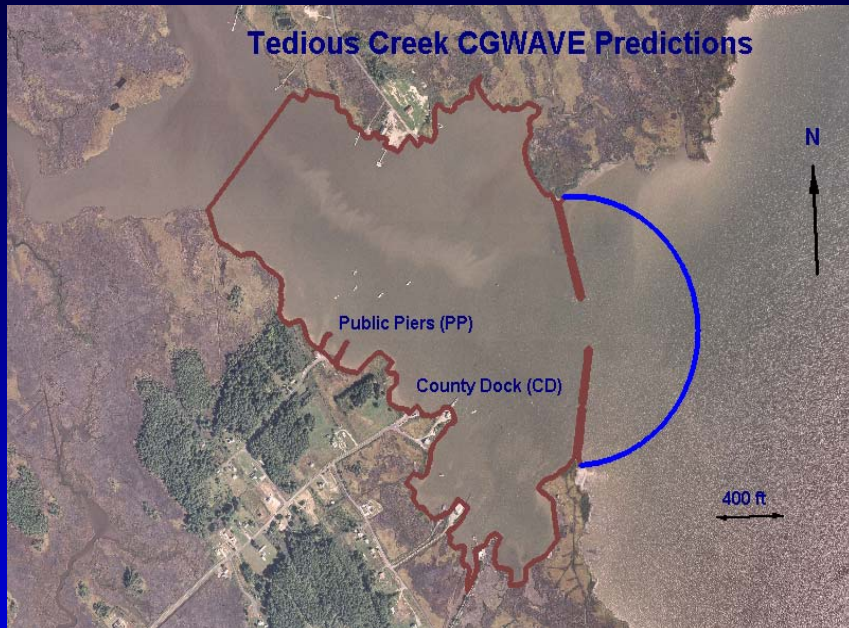 Tedious Creek CGWAVE Predictions
N
Public Piers (PP)
County Dock (CD)
400 ft